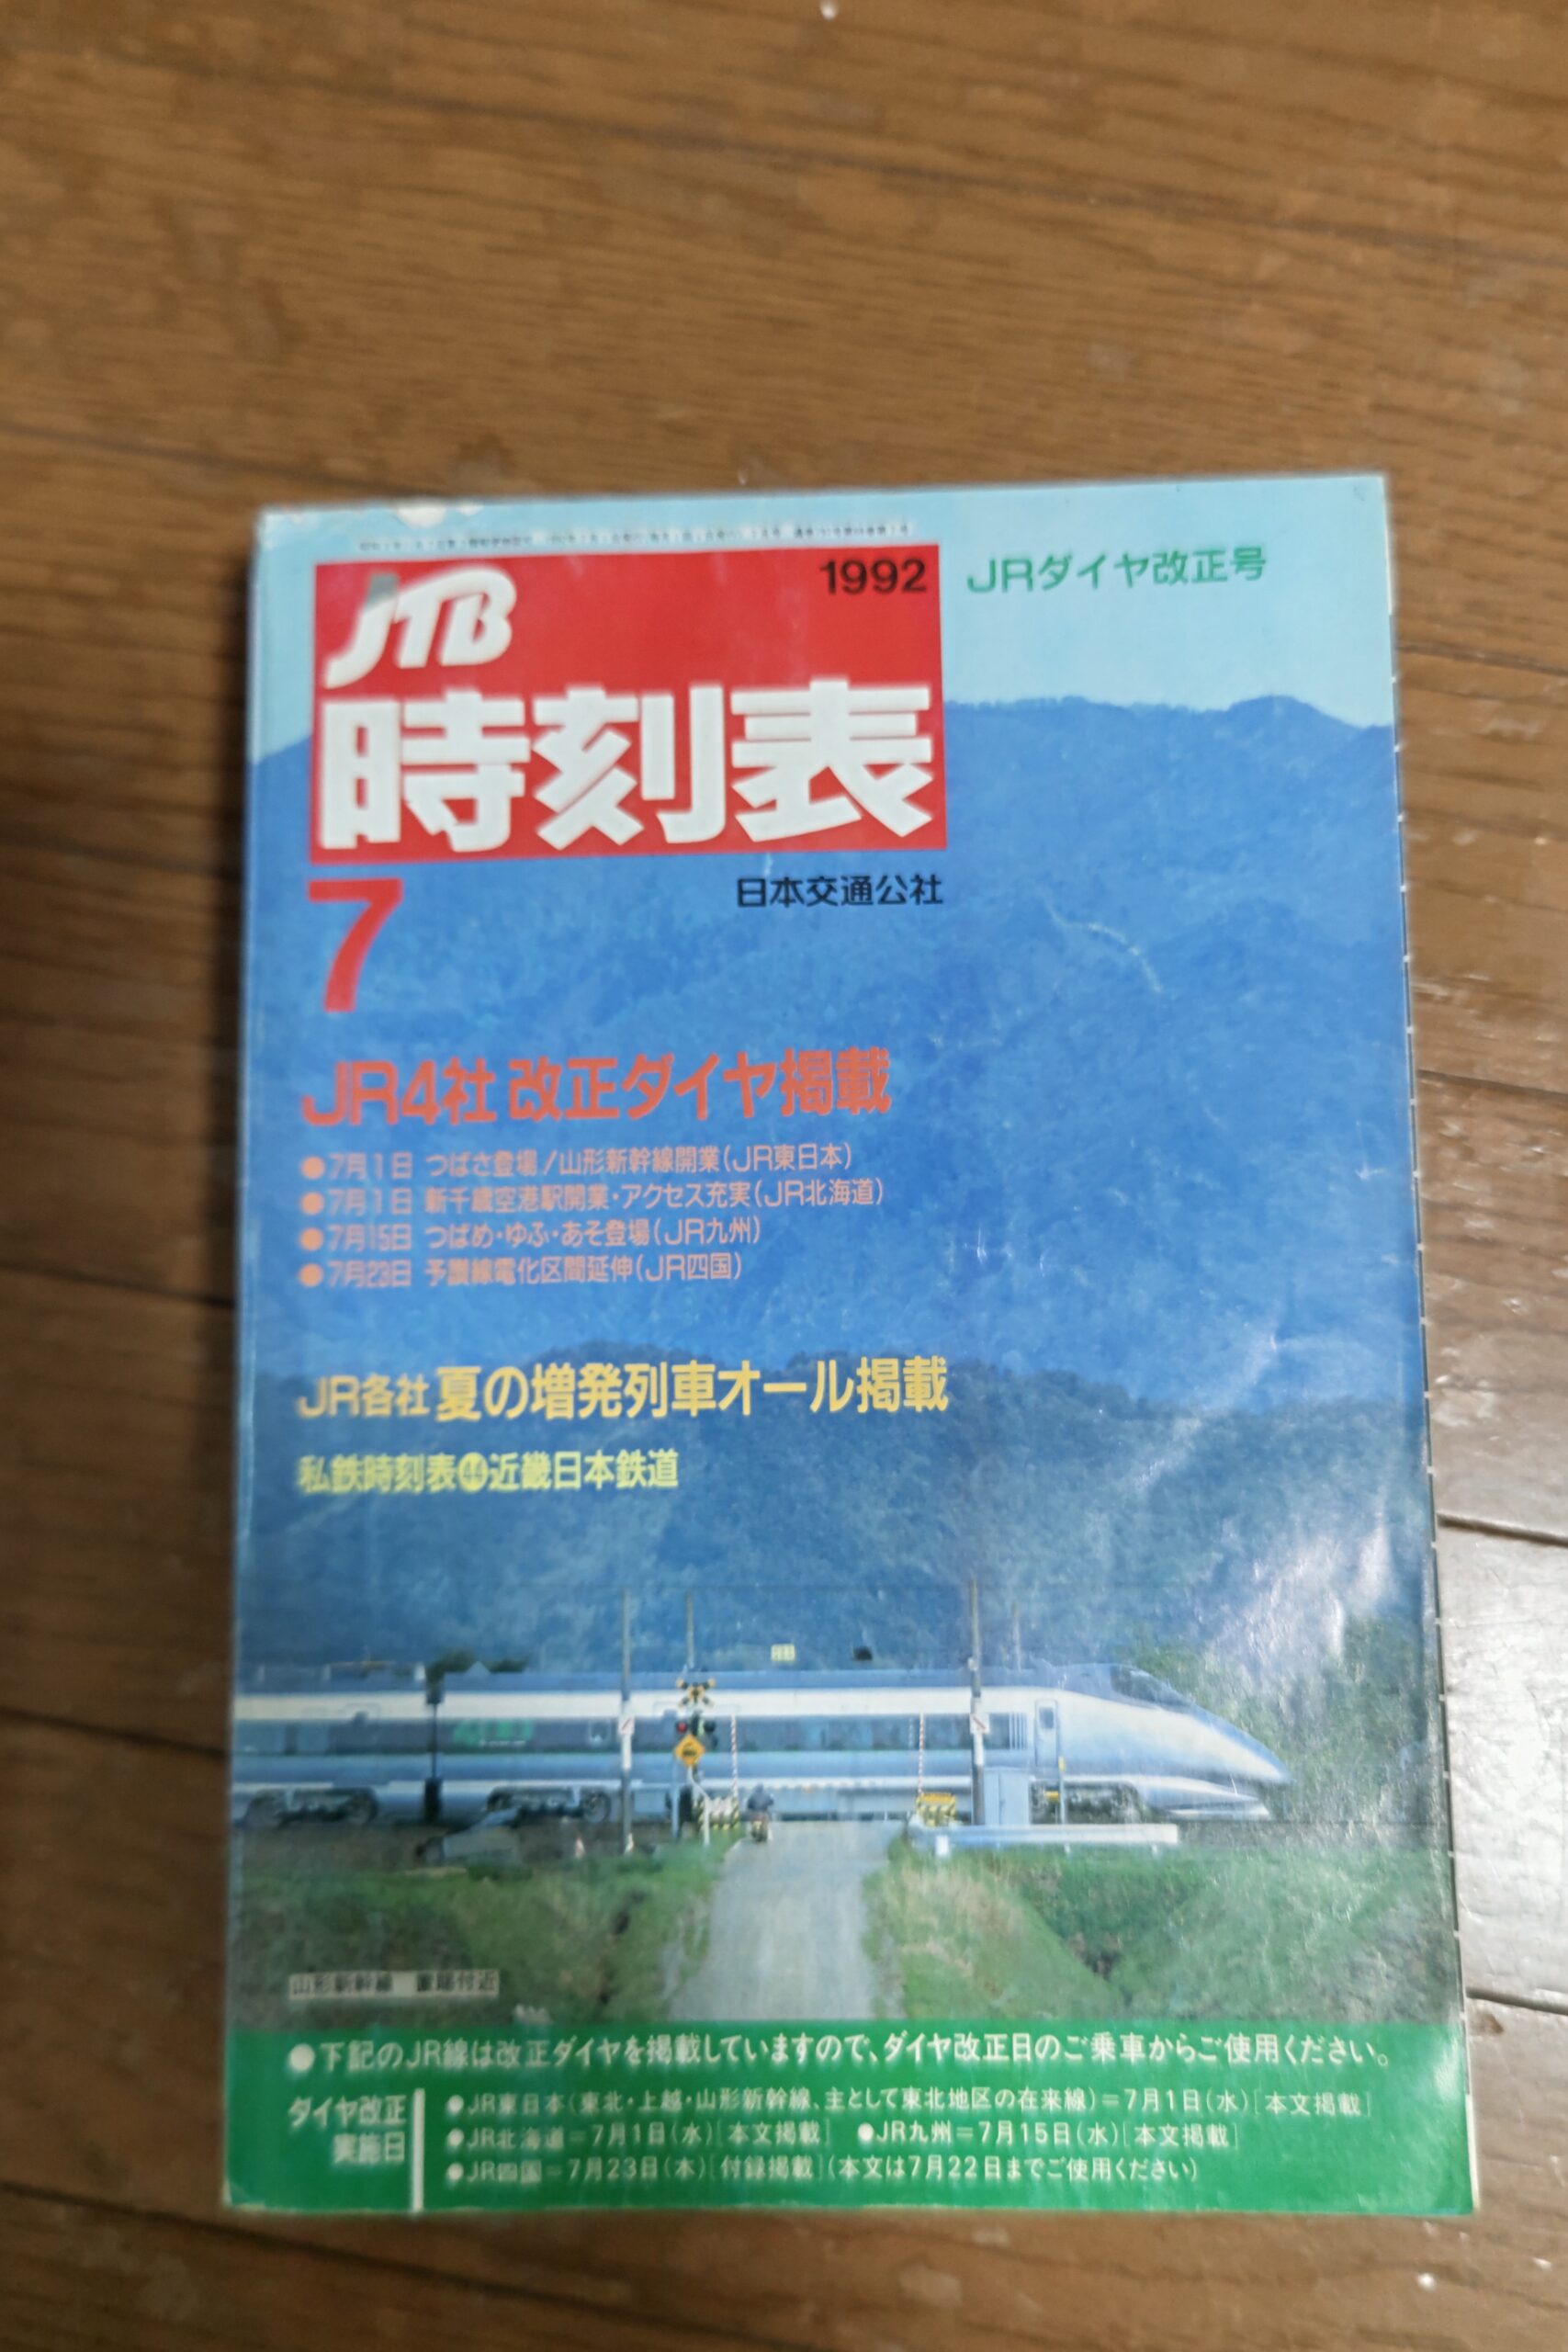 JTB
1992
JRダイヤ改正号
時刻表
7
日本交通公社
JR4社 改正ダイヤ掲載
●7月1日 つばさ登場/山形新幹線開業(JR東日本)
●7月1日 新千歳空港駅開業・アクセス充実(JR北海道)
●7月15日 つばめ・ゆふ・あそ登場(JR九州)
●7月23日 予讃線電化区間延伸(JR四国)
JR各社 夏の増発列車オール掲載
私鉄時刻表㊹近畿日本鉄道
山形新幹線 付近
●下記のJR線は改正ダイヤを掲載していますので、ダイヤ改正日のご乗車からご使用ください。
ダイヤ改正
実施日
●JR東日本(東北・上越・山形新幹線、主として東北地区の在来線)=7月1日(水)[本文掲載]
●JR北海道=7月1日(水)[本文掲載] ●JR九州=7月15日(水)[本文掲載]
●JR四国=7月23日(木)[付録掲載](本文は7月22日までご使用ください)